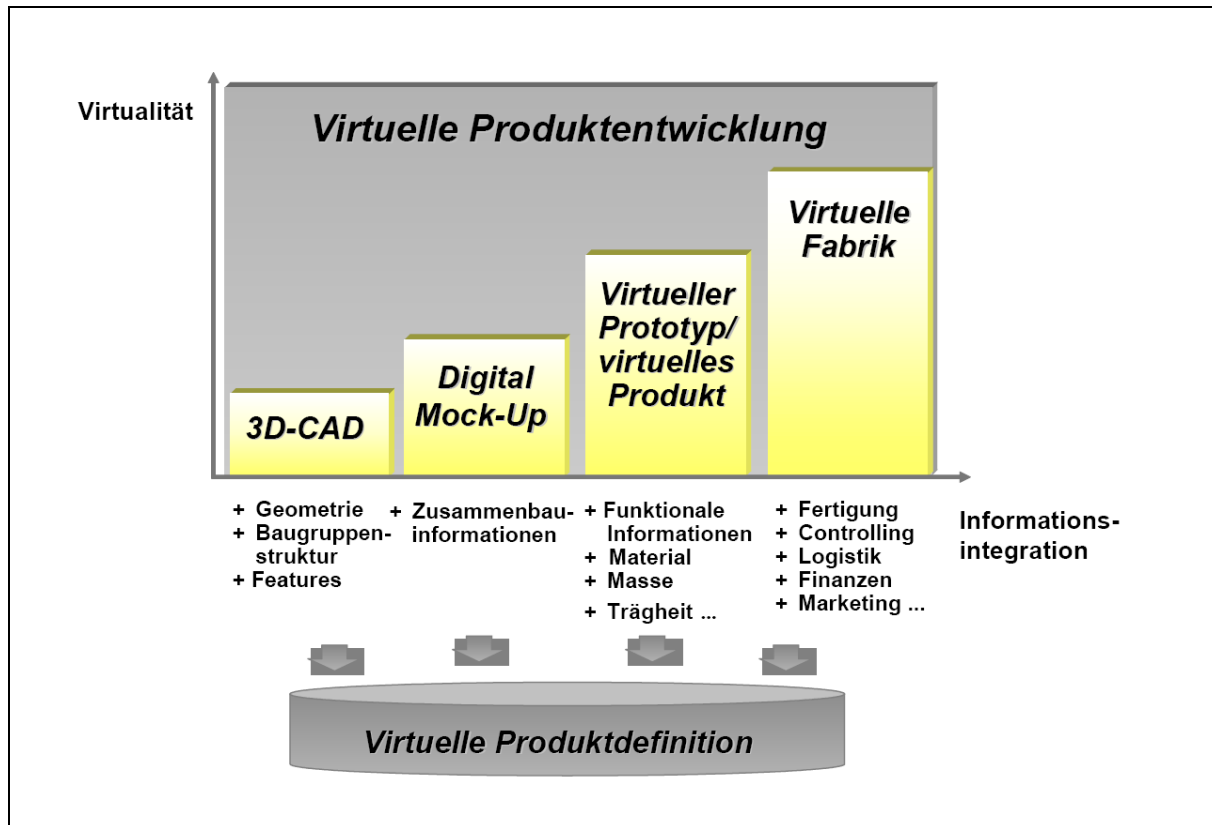 Virtualität
Virtuelle Produktentwicklung
3D-CAD
Digital
Mock-Up
Virtueller
Prototyp/
virtuelles
Produkt
Virtuelle
Fabrik
+ Geometrie
+ Baugruppen-
struktur
+ Features
+ Zusammenbau-
informationen
+ Funktionale
Informationen
+ Material
+ Masse
+ Trägheit ...
+ Fertigung
+ Controlling
+ Logistik
+ Finanzen
+ Marketing ...
Informations-
integration
Virtuelle Produktdefinition